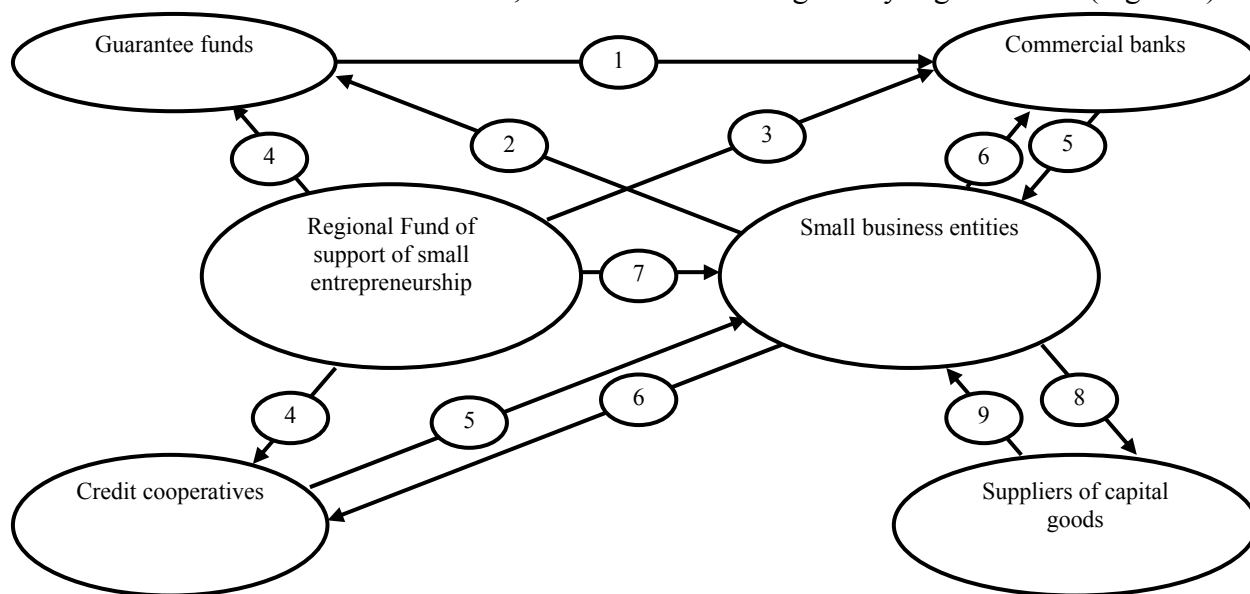 Guarantee funds
Commercial banks
1
2
3
4
6
5
Regional Fund of
support of small
entrepreneurship
Small business entities
7
4
5
6
9
8
Credit cooperatives
Suppliers of capital
goods